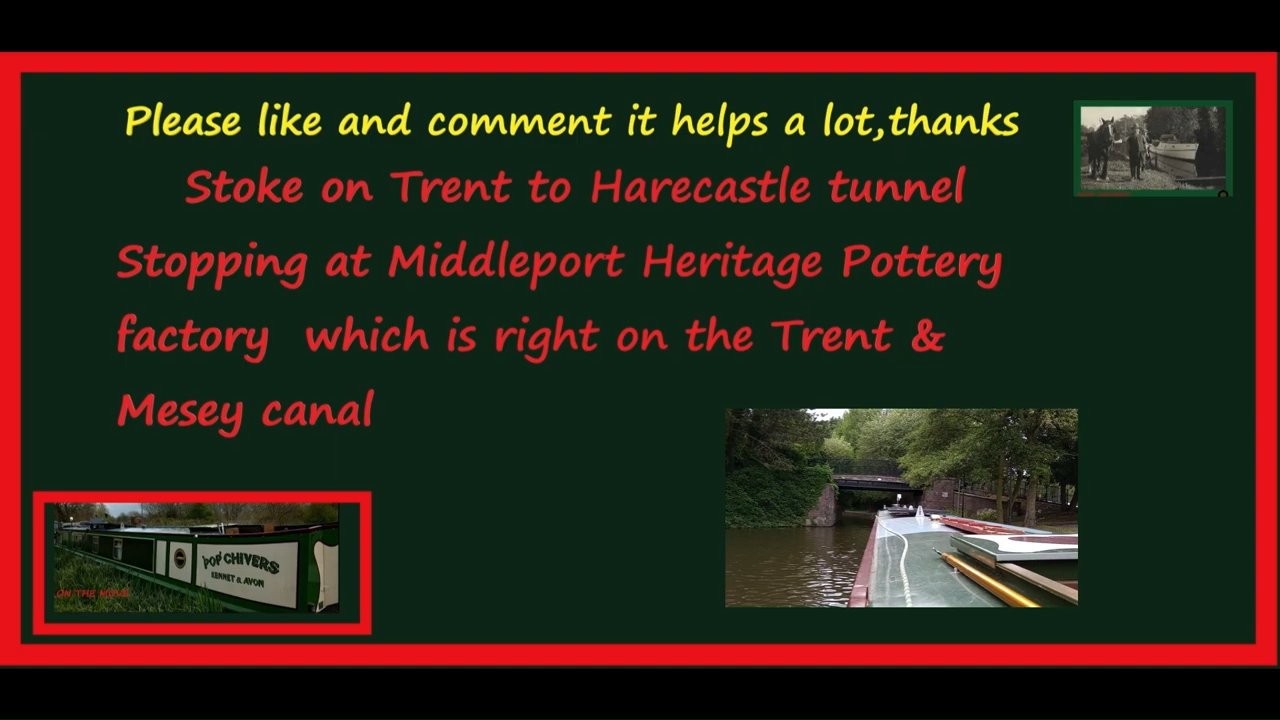 Please like and comment it helps a lot,thanks
Stoke on Trent to Harecastle tunnel
Stopping at Middleport Heritage Pottery
factory which is right on the Trent &
Mesey canal
'POP' CHIVERS
KENNET & AVON